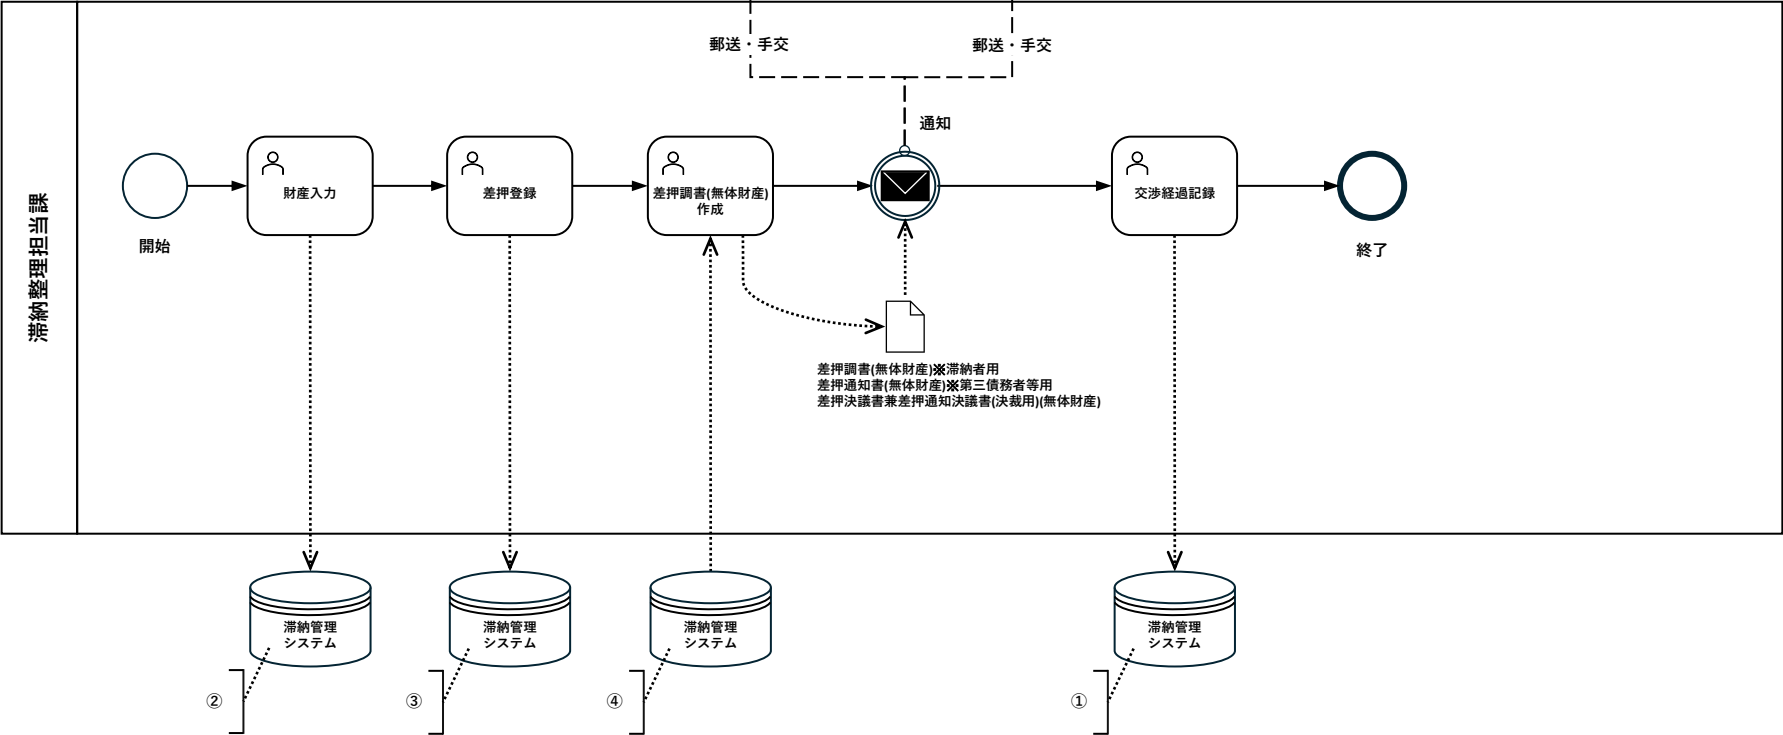 滞納整理担当課
郵送・手交
郵送・手交
通知
開始
財産入力
差押登録
差押調書(無体財産)
作成
交渉経過記録
終了
差押調書(無体財産)※滞納者用
差押通知書(無体財産)※第三債務者等用
差押決議書兼差押通知決議書(決裁用)(無体財産)
滞納管理
システム
滞納管理
システム
滞納管理
システム
滞納管理
システム
②
③
④
①